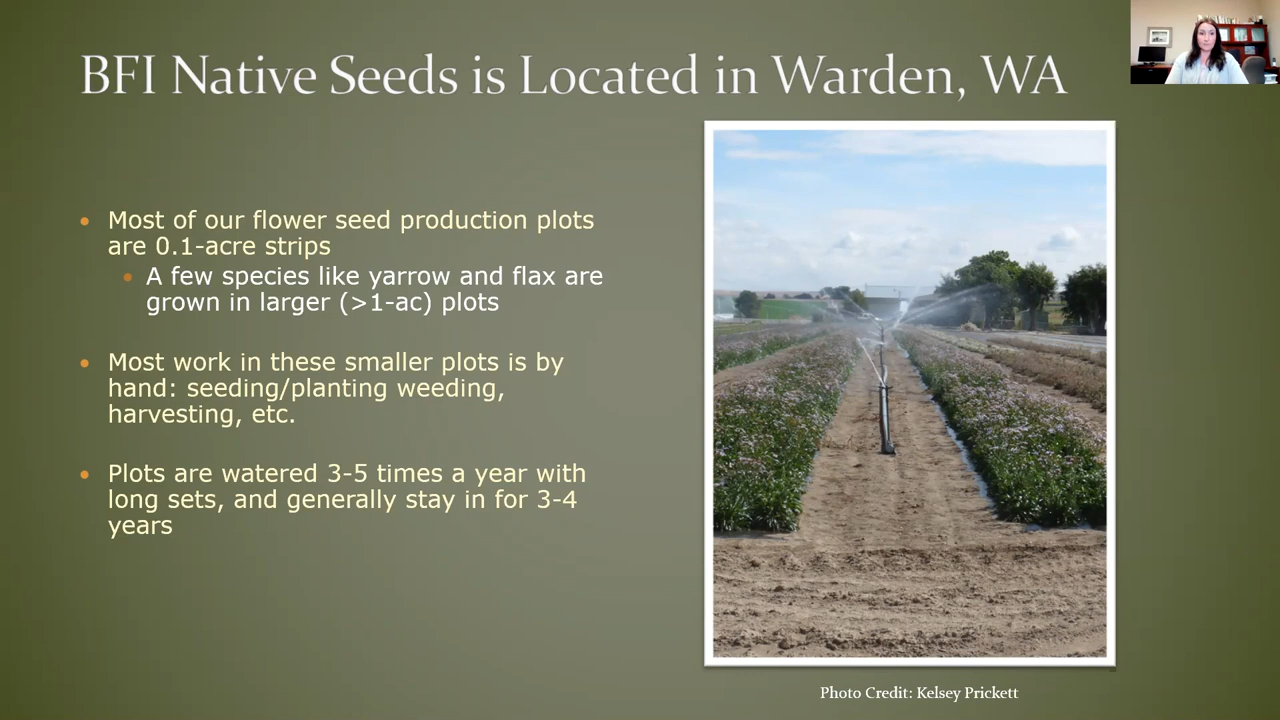 BFI Native Seeds is Located in Warden, WA
• Most of our flower seed production plots
are 0.1-acre strips
• A few species like yarrow and flax are
grown in larger (>1-ac) plots
• Most work in these smaller plots is by
hand: seeding/planting weeding,
harvesting, etc.
• Plots are watered 3-5 times a year with
long sets, and generally stay in for 3-4
years
Photo Credit: Kelsey Prickett